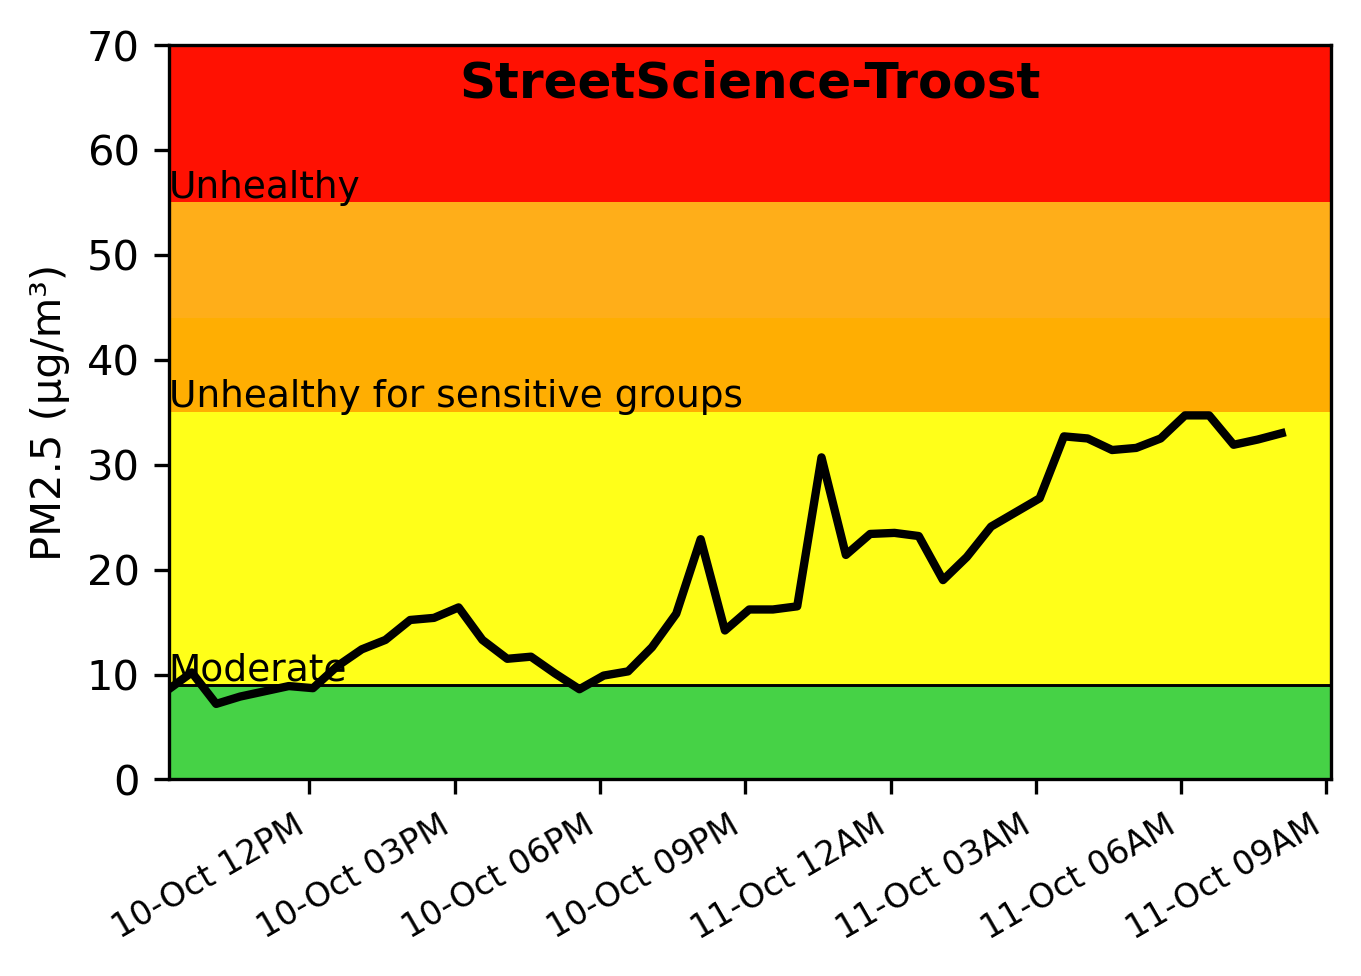 StreetScience-Troost
PM2.5 (µg/m³)
70
60
50
40
30
20
10
0
Unhealthy
Unhealthy for sensitive groups
Moderate
10-Oct 12PM
10-Oct 03PM
10-Oct 06PM
10-Oct 09PM
11-Oct 12AM
11-Oct 03AM
11-Oct 06AM
11-Oct 09AM